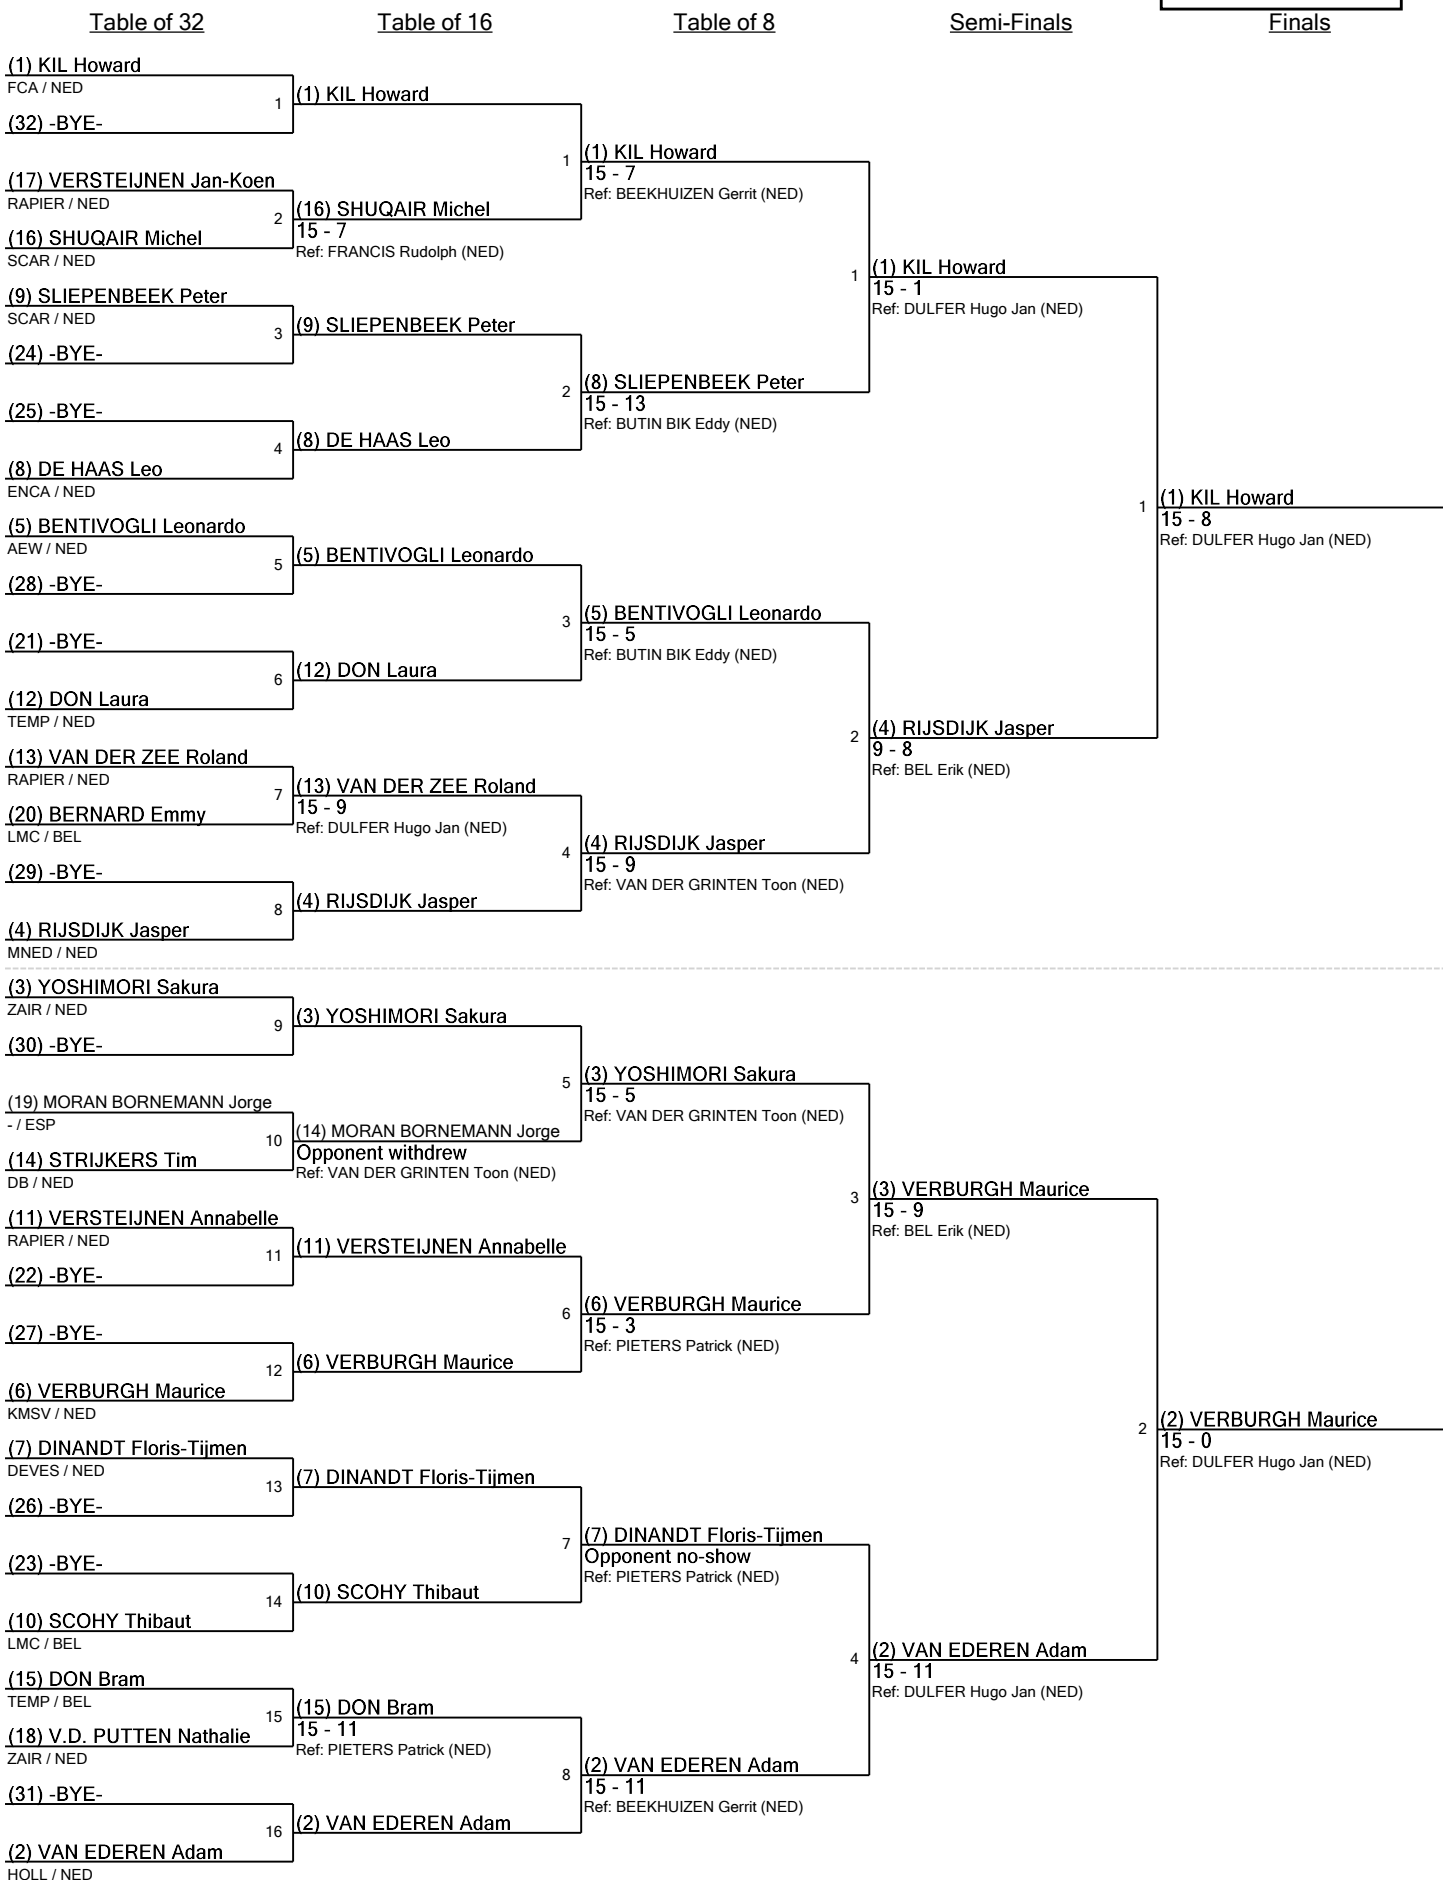 Table of 32
Table of 16
Table of 8
Semi-Finals
Finals
(1) KIL Howard
FCA / NED
1
(32) -BYE-
(17) VERSTEIJNEN Jan-Koen
RAPIER / NED
2
(16) SHUQAIR Michel
SCAR / NED
(9) SLIEPENBEEK Peter
SCAR / NED
3
(24) -BYE-
(25) -BYE-
4
(8) DE HAAS Leo
ENCA / NED
(5) BENTIVOGLI Leonardo
AEW / NED
5
(28) -BYE-
(21) -BYE-
6
(12) DON Laura
TEMP / NED
(13) VAN DER ZEE Roland
RAPIER / NED
7
(20) BERNARD Emmy
LMC / BEL
(29) -BYE-
8
(4) RIJSDIJK Jasper
MNED / NED
(3) YOSHIMORI Sakura
ZAIR / NED
9
(30) -BYE-
(19) MORAN BORNEMANN Jorge
- / ESP
10
(14) STRIJKERS Tim
DB / NED
(11) VERSTEIJNEN Annabelle
RAPIER / NED
11
(22) -BYE-
(27) -BYE-
12
(6) VERBURGH Maurice
KMSV / NED
(7) DINANDT Floris-Tijmen
DEVES / NED
13
(26) -BYE-
(23) -BYE-
14
(10) SCOHY Thibaut
LMC / BEL
(15) DON Bram
TEMP / BEL
15
(18) V.D. PUTTEN Nathalie
ZAIR / NED
(31) -BYE-
16
(2) VAN EDEREN Adam
HOLL / NED
(1) KIL Howard
1
(16) SHUQAIR Michel
15 - 7
Ref: FRANCIS Rudolph (NED)
(9) SLIEPENBEEK Peter
2
(8) DE HAAS Leo
(5) BENTIVOGLI Leonardo
3
(12) DON Laura
(13) VAN DER ZEE Roland
15 - 9
Ref: DULFER Hugo Jan (NED)
4
(4) RIJSDIJK Jasper
(3) YOSHIMORI Sakura
5
(14) MORAN BORNEMANN Jorge
Opponent withdrew
Ref: VAN DER GRINTEN Toon (NED)
(11) VERSTEIJNEN Annabelle
6
(6) VERBURGH Maurice
(7) DINANDT Floris-Tijmen
7
(10) SCOHY Thibaut
(15) DON Bram
15 - 11
Ref: PIETERS Patrick (NED)
8
(2) VAN EDEREN Adam
(1) KIL Howard
15 - 7
Ref: BEEKHUIZEN Gerrit (NED)
1
(8) SLIEPENBEEK Peter
15 - 13
Ref: BUTIN BIK Eddy (NED)
(5) BENTIVOGLI Leonardo
15 - 5
Ref: BUTIN BIK Eddy (NED)
2
(4) RIJSDIJK Jasper
15 - 9
Ref: VAN DER GRINTEN Toon (NED)
(3) YOSHIMORI Sakura
15 - 5
Ref: VAN DER GRINTEN Toon (NED)
3
(6) VERBURGH Maurice
15 - 3
Ref: PIETERS Patrick (NED)
(7) DINANDT Floris-Tijmen
Opponent no-show
Ref: PIETERS Patrick (NED)
4
(2) VAN EDEREN Adam
15 - 11
Ref: BEEKHUIZEN Gerrit (NED)
(1) KIL Howard
15 - 1
Ref: DULFER Hugo Jan (NED)
1
(4) RIJSDIJK Jasper
9 - 8
Ref: BEL Erik (NED)
(3) VERBURGH Maurice
15 - 9
Ref: BEL Erik (NED)
2
(2) VAN EDEREN Adam
15 - 11
Ref: DULFER Hugo Jan (NED)
(1) KIL Howard
15 - 8
Ref: DULFER Hugo Jan (NED)
(2) VERBURGH Maurice
15 - 0
Ref: DULFER Hugo Jan (NED)